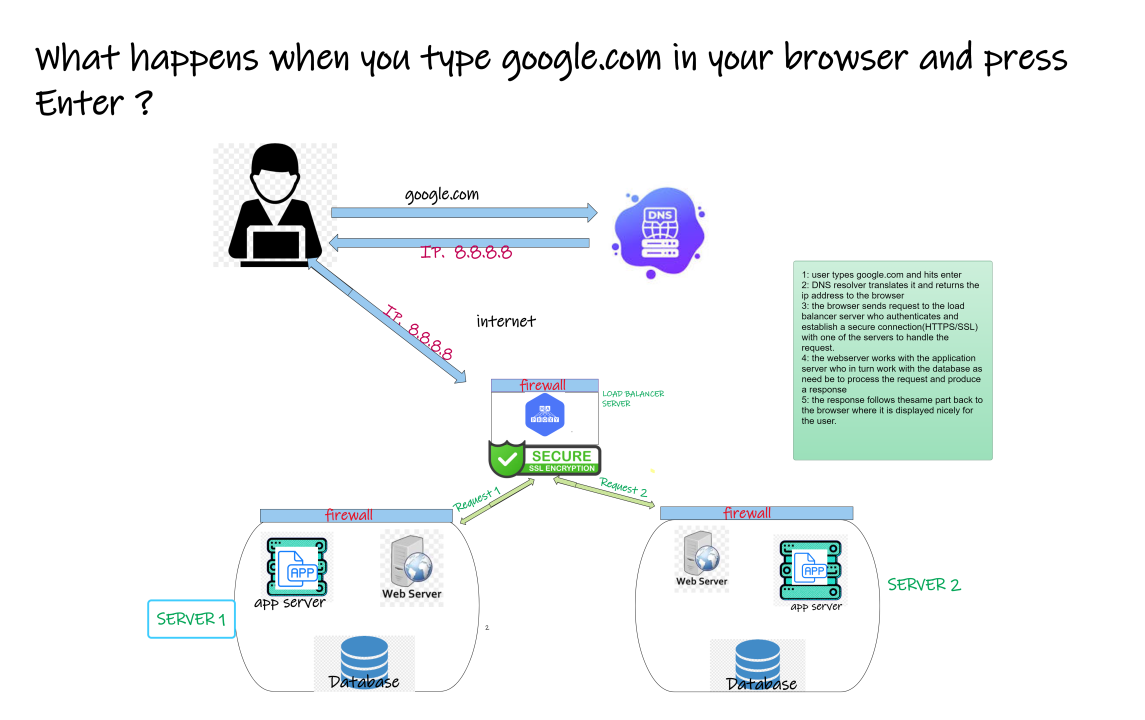 What happens when you type google.com in your browser and press
Enter ?
google.com
DNS
IP. 8.8.8.8
IP. 8.8.8.8
internet
1: user types google.com and hits enter
2: DNS resolver translates it and returns the
ip address to the browser
3: the browser sends request to the load
balancer server who authenticates and
establish a secure connection(HTTPS/SSL)
with one of the servers to handle the
request.
4: the webserver works with the application
server who in turn work with the database as
need be to process the request and produce
a response
5: the response follows thesame part back to
the browser where it is displayed nicely for
the user.
firewall
LOAD BALANCER
SERVER
HA
PROXY
SECURE
SSL ENCRYPTION
Request 1
Request 2
firewall
firewall
APP
app server
Web Server
Web Server
APP
app server
SERVER 1
SERVER 2
2
Database
Database